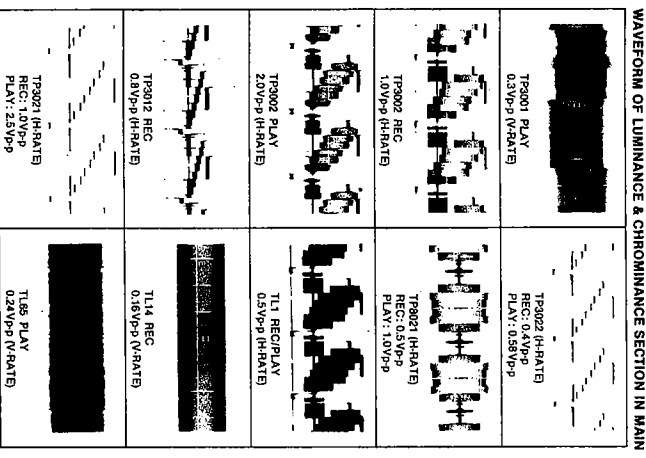 WAVEFORM OF LUMINANCE & CHROMINANCE SECTION IN MAIN
TP3001 PLAY
0.3Vp-p (V-RATE)
TP3022 (H-RATE)
REC: 0.4Vp-p
PLAY: 0.58Vp-p
TP3002 REC
1.0Vp-p (H-RATE)
TP8021 (H-RATE)
REC: 0.5Vp-p
PLAY: 1.0Vp-p
TP3002 PLAY
2.0Vp-p (H-RATE)
TL1 REC/PLAY
0.5Vp-p (H-RATE)
TP3012 REC
0.8Vp-p (H-RATE)
TL14 REC
0.16Vp-p (V-RATE)
TP3021 (H-RATE)
REC: 1.0Vp-p
PLAY: 2.5Vp-p
TL65 PLAY
0.24Vp-p (V-RATE)